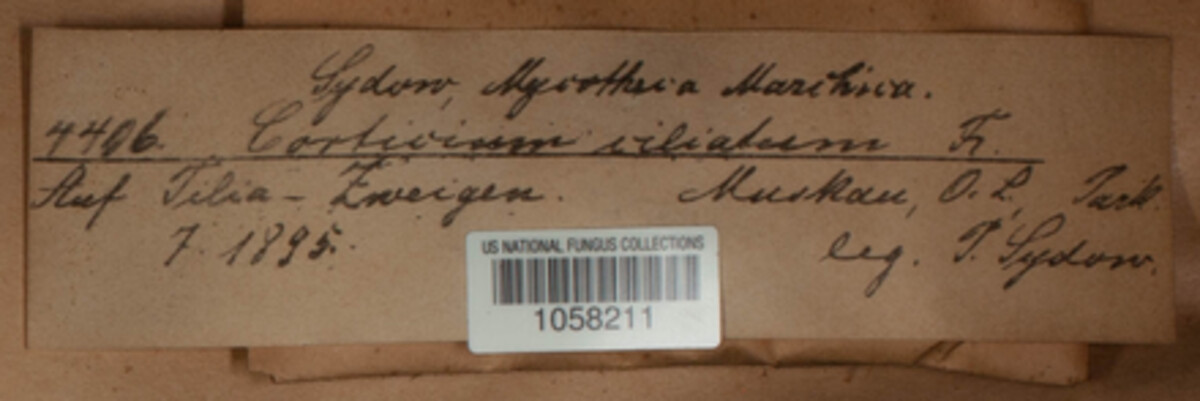 Sydow, Mycotheca Marchica.
4406. Corticium ciliatum Fr.
Auf Tilia-Zweigen. Muskau, O. L., Park.
7. 1895. leg. P. Sydow.
US NATIONAL FUNGUS COLLECTIONS
1058211